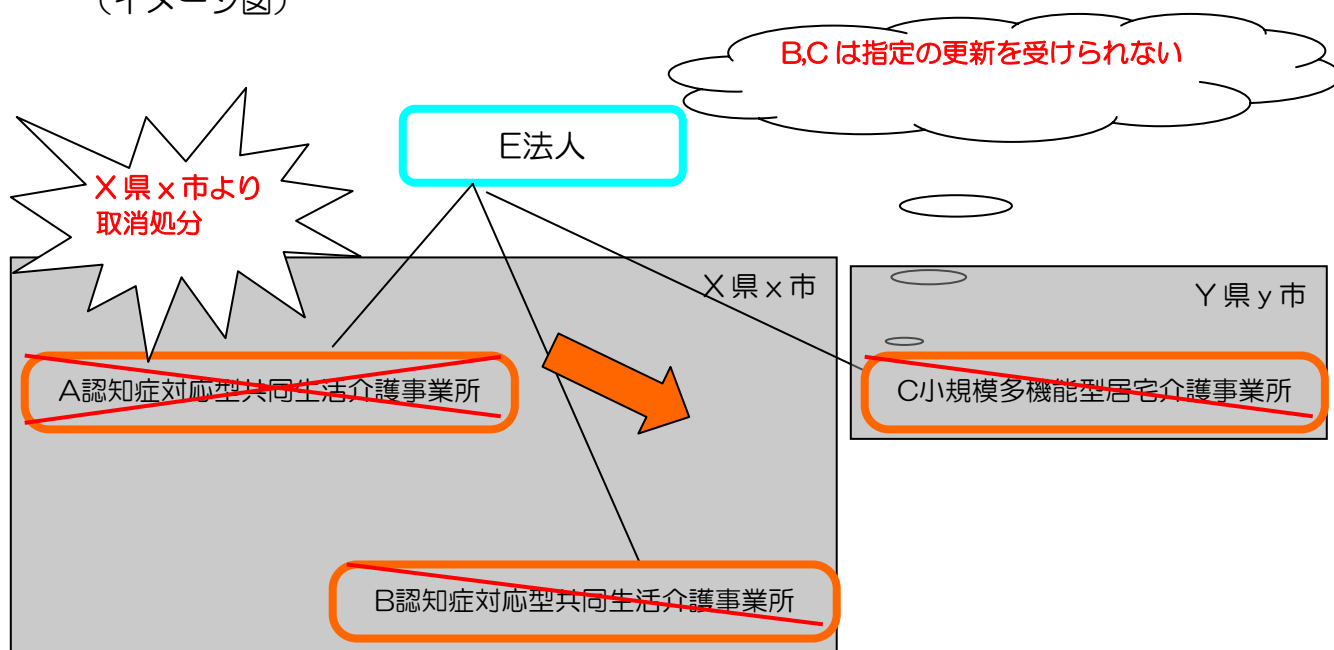 （イメージ図）
B,C は指定の更新を受けられない
E法人
X 県 x 市より
取消処分
X 県 x 市
Y 県 y 市
A認知症対応型共同生活介護事業所
C小規模多機能型居宅介護事業所
B認知症対応型共同生活介護事業所